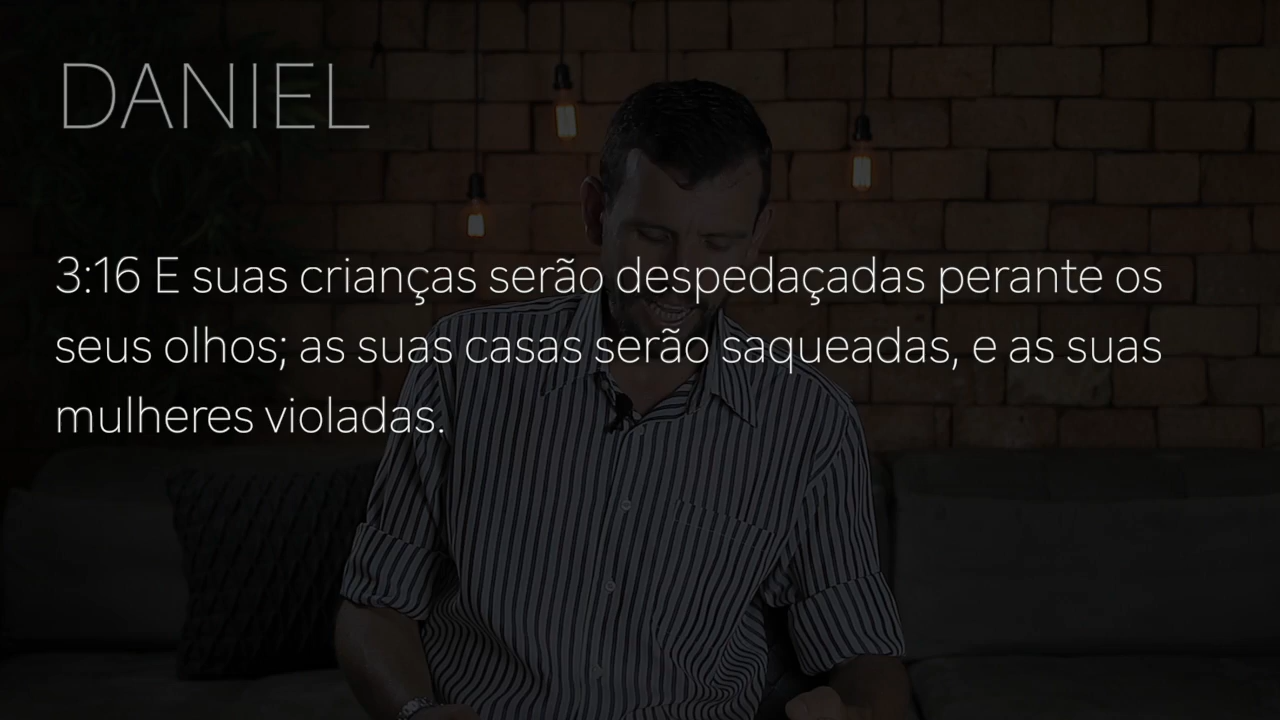 DANIEL
3:16 E suas crianças serão despedaçadas perante os
seus olhos; as suas casas serão saqueadas, e as suas
mulheres violadas.